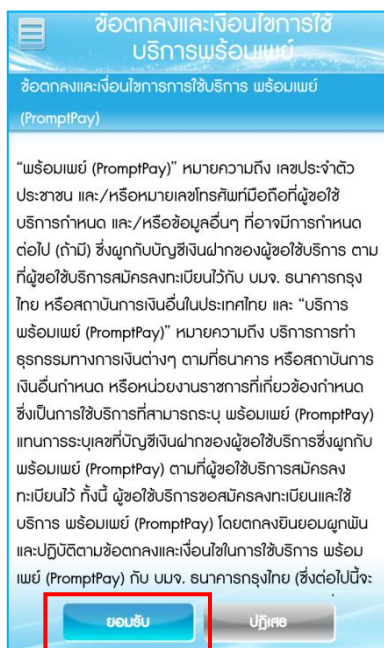 ข้อตกลงและเงื่อนไขการใช้
บริการพร้อมเพย์
ข้อตกลงและเงื่อนไขการการใช้บริการ พร้อมเพย์
(PromptPay)
“พร้อมเพย์ (PromptPay)” หมายความถึง เลขประจำตัว
ประชาชน และ/หรือหมายเลขโทรศัพท์มือถือที่ผู้ขอใช้
บริการกำหนด และ/หรือข้อมูลอื่นๆ ที่อาจมีการกำหนด
ต่อไป (ถ้ามี) ซึ่งผูกกับบัญชีเงินฝากของผู้ขอใช้บริการ ตาม
ที่ผู้ขอใช้บริการสมัครลงทะเบียนไว้กับ บมจ. ธนาคารกรุง
ไทย หรือสถาบันการเงินอื่นในประเทศไทย และ “บริการ
พร้อมเพย์ (PromptPay)” หมายความถึง บริการการทำ
ธุรกรรมทางการเงินต่างๆ ตามที่ธนาคาร หรือสถาบันการ
เงินอื่นกำหนด หรือหน่วยงานราชการที่เกี่ยวข้องกำหนด
ซึ่งเป็นการใช้บริการที่สามารถระบุ พร้อมเพย์ (PromptPay)
แทนการระบุเลขที่บัญชีเงินฝากของผู้ขอใช้บริการซึ่งผูกกับ
พร้อมเพย์ (PromptPay) ตามที่ผู้ขอใช้บริการสมัครลง
ทะเบียนไว้ ทั้งนี้ ผู้ขอใช้บริการขอสมัครลงทะเบียนและใช้
บริการ พร้อมเพย์ (PromptPay) โดยตกลงยินยอมผูกพัน
และปฏิบัติตามข้อตกลงและเงื่อนไขในการใช้บริการ พร้อม
เพย์ (PromptPay) กับ บมจ. ธนาคารกรุงไทย (ซึ่งต่อไปนี้จะ
ยอมรับ ปฏิเสธ